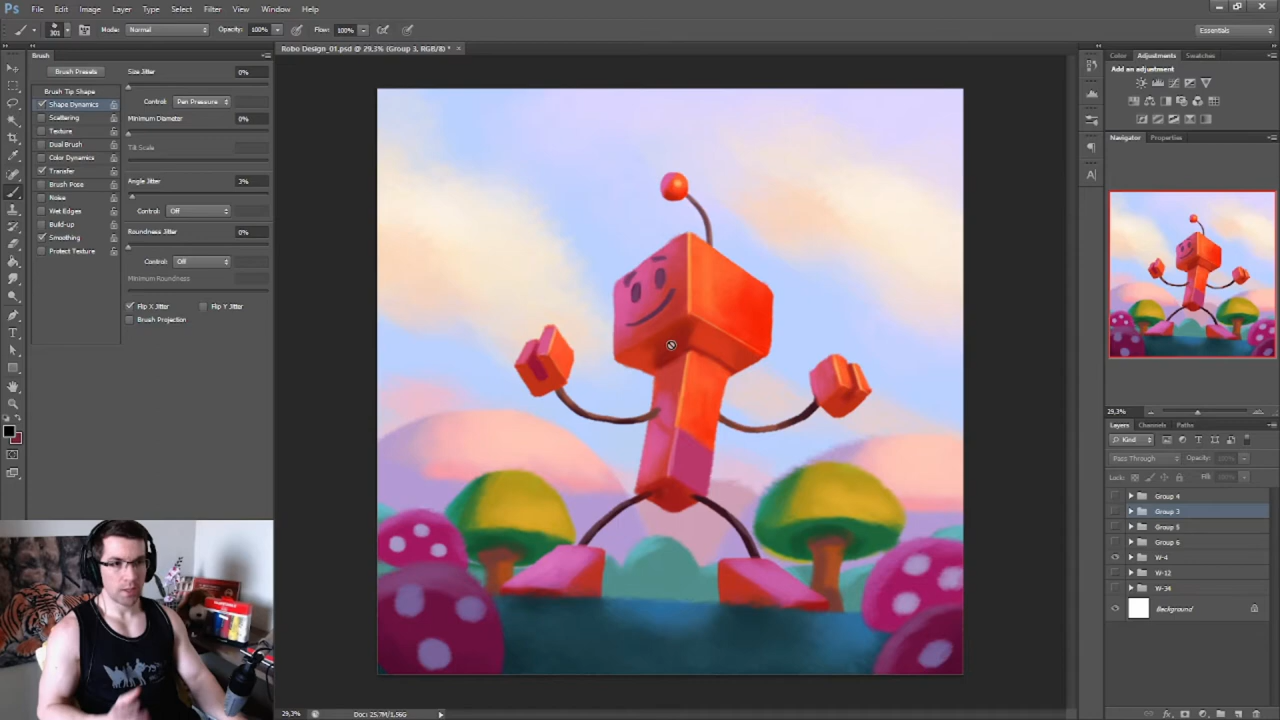 Ps File Edit Image Layer Type Select Filter 3D View Window Help
301 Mode: Normal Opacity: 100% Flow: 100% Essentials
Robo Design_01.psd @ 29,3% (Group 3, RGB/8) * ×
Brush
Brush Presets
Brush Tip Shape
Shape Dynamics
Scattering
Texture
Dual Brush
Color Dynamics
Transfer
Brush Pose
Noise
Wet Edges
Build-up
Smoothing
Protect Texture
Size Jitter 0%
Control: Pen Pressure
Minimum Diameter 0%
Tilt Scale
Angle Jitter 3%
Control: Off
Roundness Jitter 0%
Control: Off
Minimum Roundness
Flip X Jitter Flip Y Jitter
Brush Projection
Color Adjustments Swatches
Add an adjustment
Navigator Properties
29,3%
Layers Channels Paths
Kind
Pass Through Opacity: 100%
Lock: Fill: 100%
Group 4
Group 3
Group 5
Group 6
W-4
W-12
W-34
Background
29,3% Doc: 25,7M/1,56G